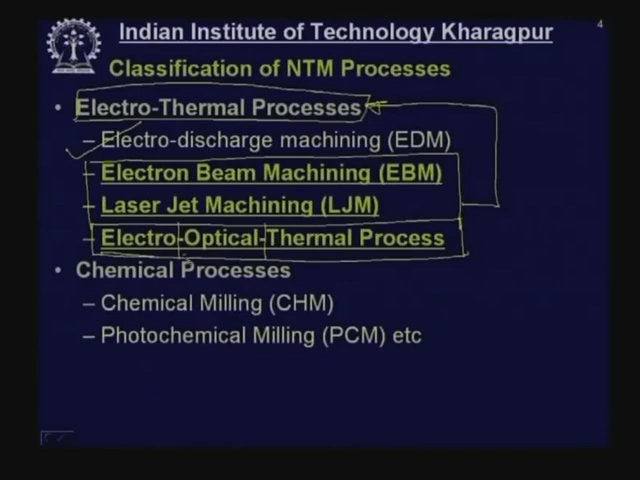 4
Indian Institute of Technology Kharagpur
Classification of NTM Processes
• Electro-Thermal Processes
– Electro-discharge machining (EDM)
– Electron Beam Machining (EBM)
– Laser Jet Machining (LJM)
– Electro-Optical-Thermal Process
• Chemical Processes
– Chemical Milling (CHM)
– Photochemical Milling (PCM) etc